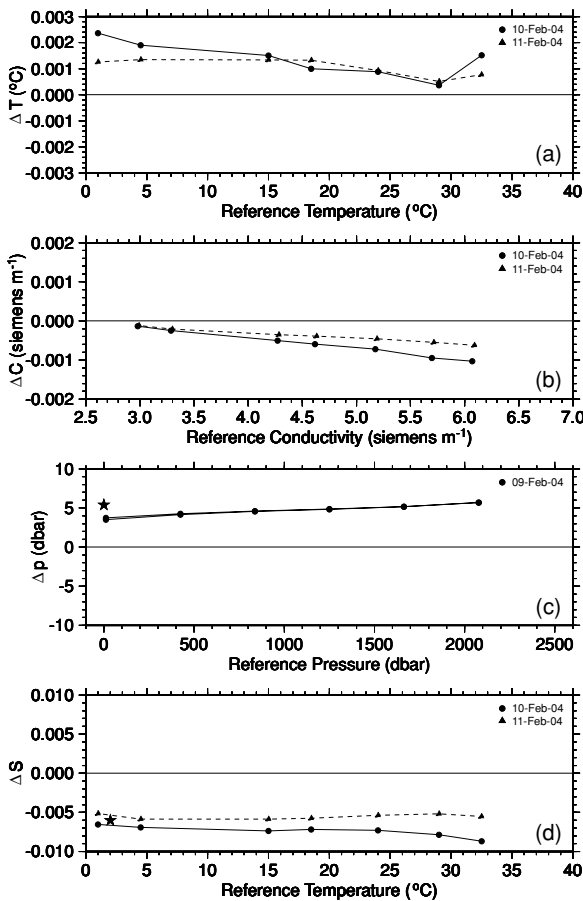 0.003
0.002
0.001
0.000
-0.001
-0.002
-0.003
Δ T (ºC)
10-Feb-04
11-Feb-04
(a)
0 5 10 15 20 25 30 35 40
Reference Temperature (ºC)
0.002
0.001
0.000
-0.001
-0.002
ΔC (siemens m-1)
10-Feb-04
11-Feb-04
(b)
2.5 3.0 3.5 4.0 4.5 5.0 5.5 6.0 6.5 7.0
Reference Conductivity (siemens m-1)
10
5
0
-5
-10
Δp (dbar)
09-Feb-04
(c)
0 500 1000 1500 2000 2500
Reference Pressure (dbar)
0.010
0.005
0.000
-0.005
-0.010
ΔS
10-Feb-04
11-Feb-04
(d)
0 5 10 15 20 25 30 35 40
Reference Temperature (ºC)